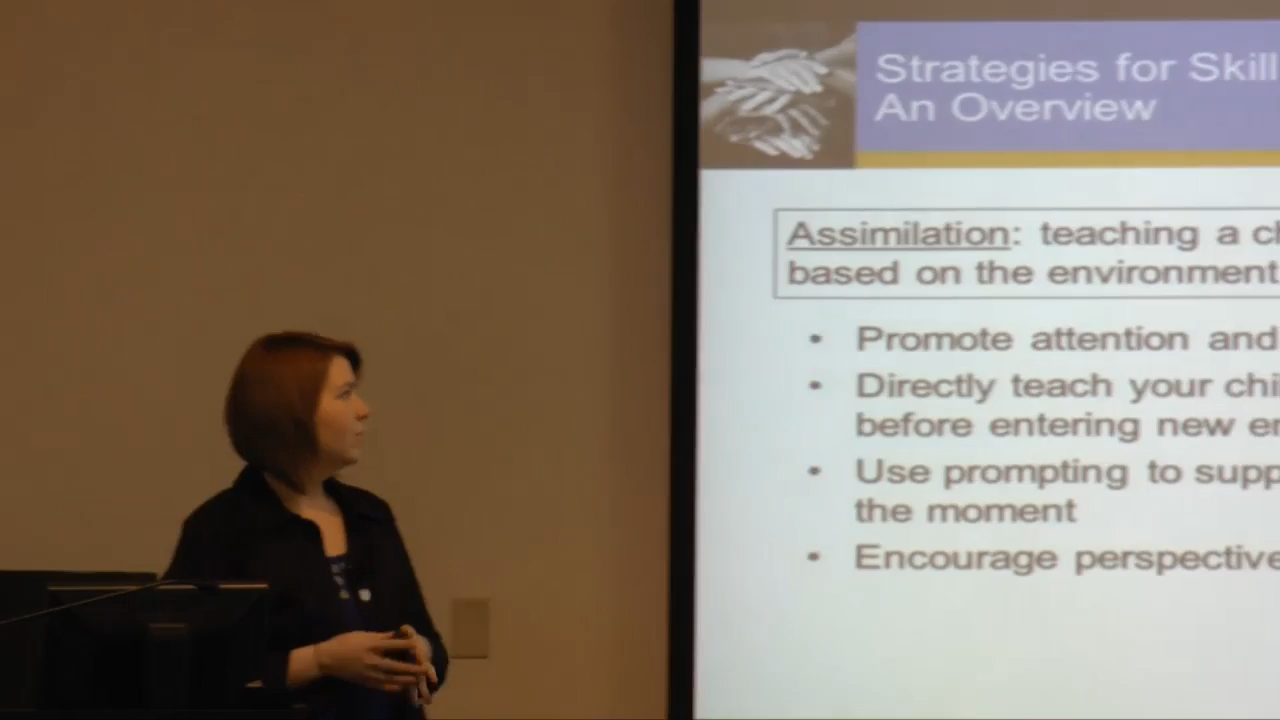 Strategies for Skill
An Overview
Assimilation: teaching a
based on the environment
• Promote attention and
• Directly teach your
before entering new
• Use prompting to
the moment
• Encourage perspective